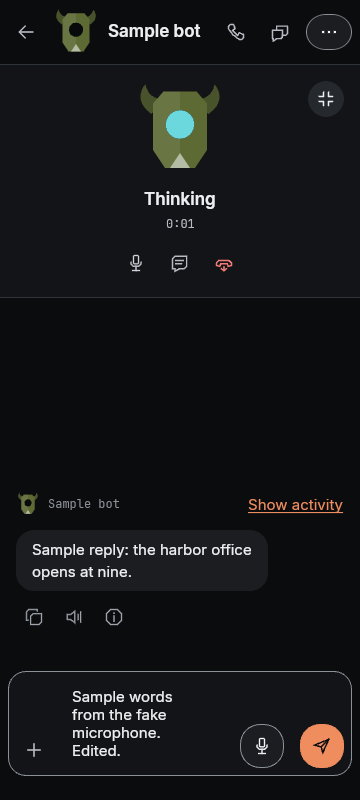 Sample bot
Thinking
0:01
Sample bot
Show activity
Sample reply: the harbor office
opens at nine.
Sample words
from the fake
microphone.
Edited.